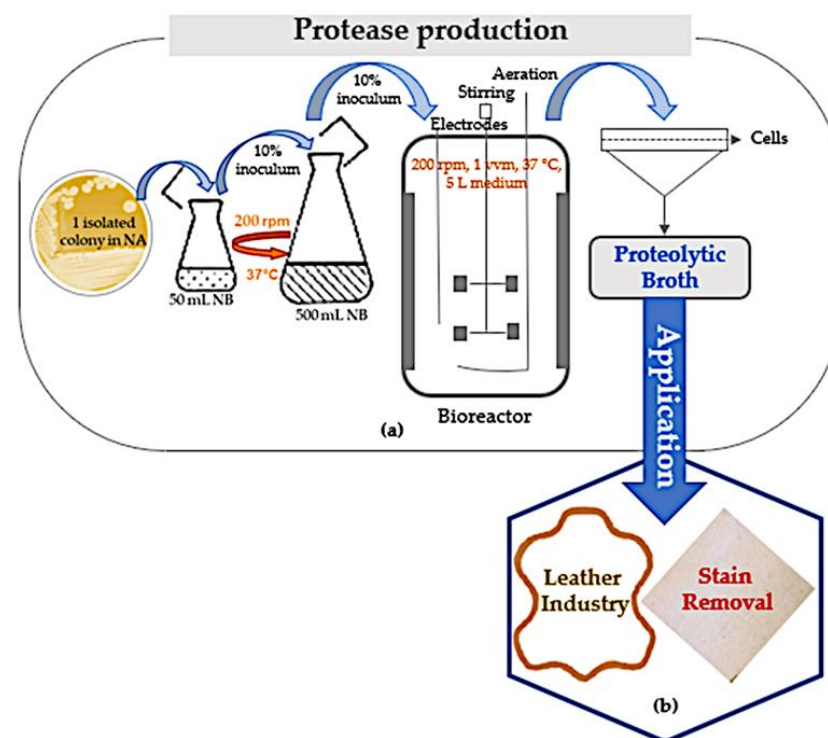 Protease production
1 isolated
colony in NA
50 mL NB
10%
inoculum
200 rpm
37°C
500 mL NB
10%
inoculum
Aeration
Stirring
Electrodes
200 rpm, 1 vvm, 37 °C,
5 L medium
Bioreactor
Cells
Proteolytic
Broth
(a)
Application
Leather
Industry
Stain
Removal
(b)